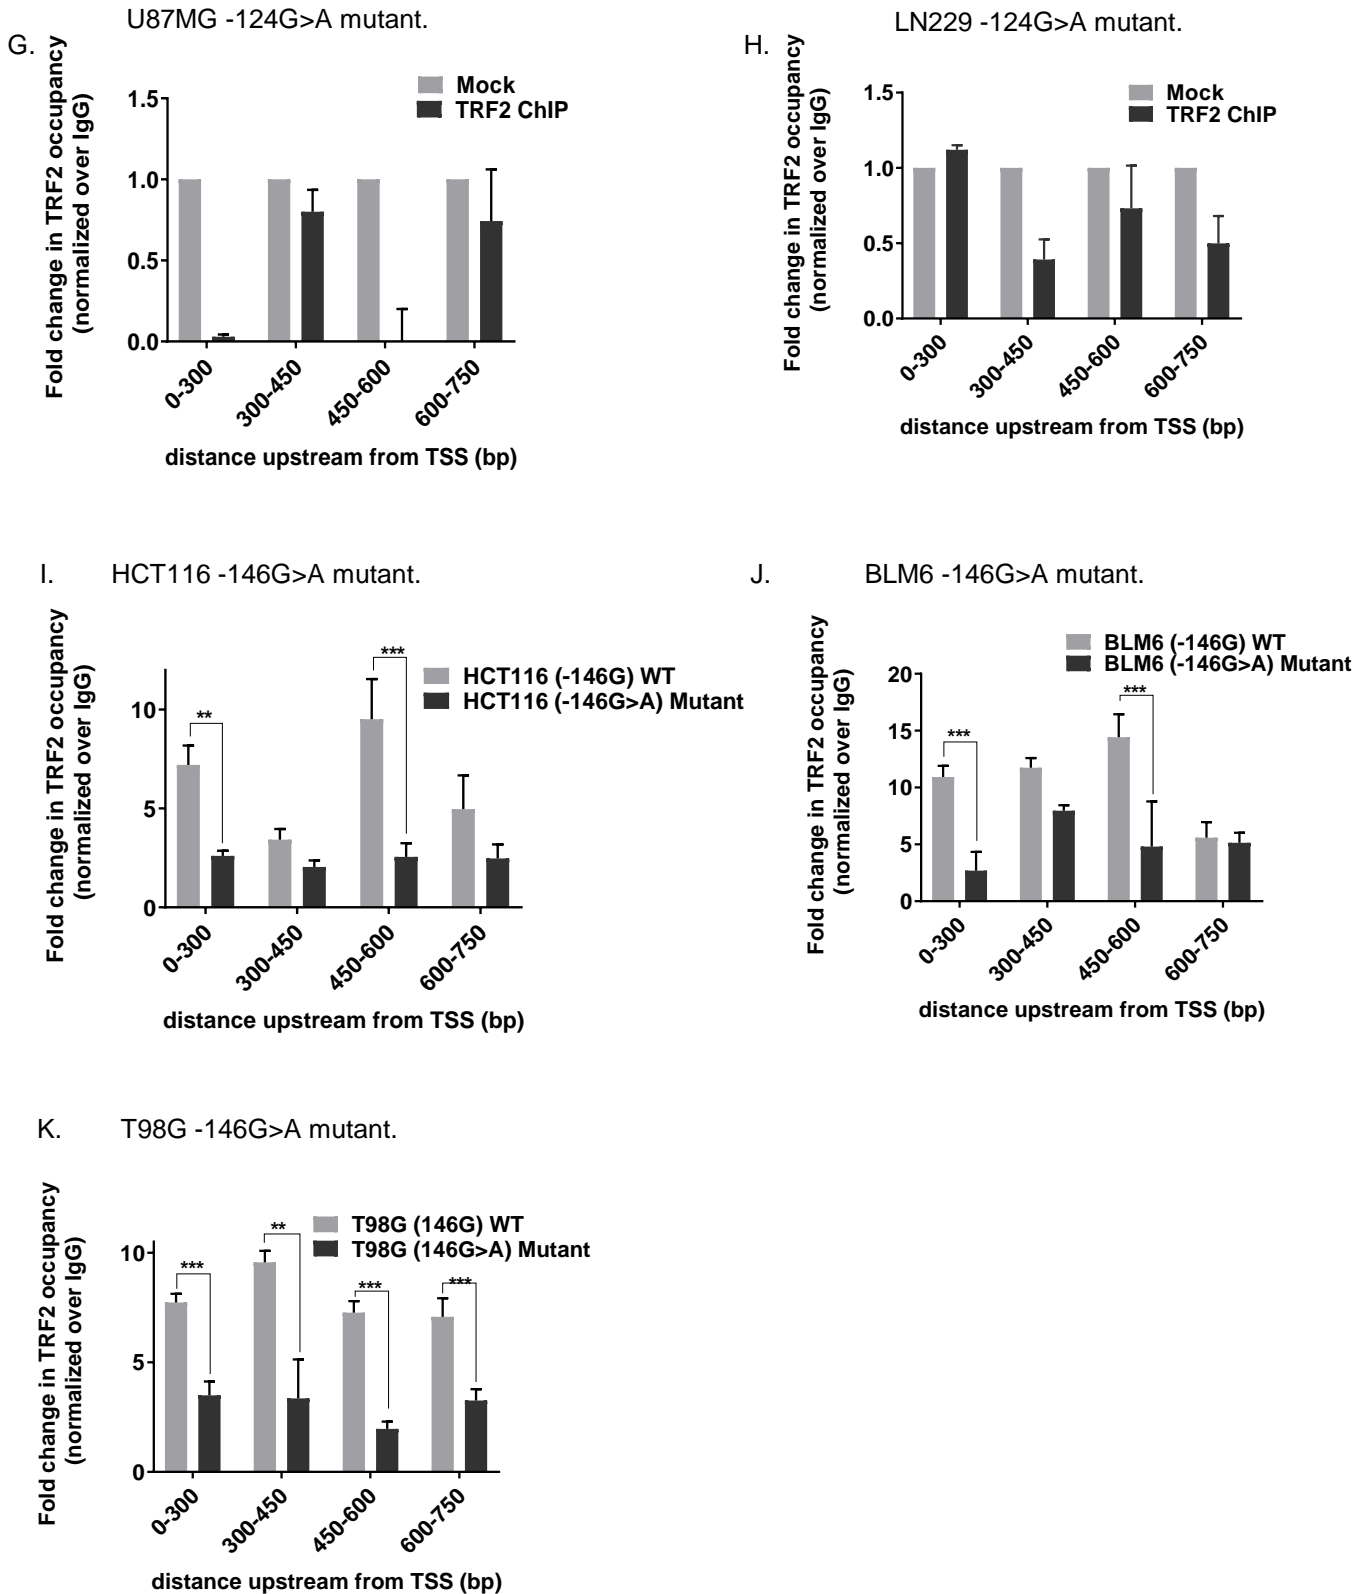 G.
U87MG -124G>A mutant.
Fold change in TRF2 occupancy
(normalized over IgG)
Mock
TRF2 ChIP
1.5
1.0
0.5
0.0
0-300
300-450
450-600
600-750
distance upstream from TSS (bp)
H.
LN229 -124G>A mutant.
Fold change in TRF2 occupancy
(normalized over IgG)
Mock
TRF2 ChIP
1.5
1.0
0.5
0.0
0-300
300-450
450-600
600-750
distance upstream from TSS (bp)
I.
HCT116 -146G>A mutant.
Fold change in TRF2 occupancy
(normalized over IgG)
HCT116 (-146G) WT
HCT116 (-146G>A) Mutant
**
***
10
5
0
0-300
300-450
450-600
600-750
distance upstream from TSS (bp)
J.
BLM6 -146G>A mutant.
Fold change in TRF2 occupancy
(normalized over IgG)
BLM6 (-146G) WT
BLM6 (-146G>A) Mutant
***
***
20
15
10
5
0
0-300
300-450
450-600
600-750
distance upstream from TSS (bp)
K.
T98G -146G>A mutant.
Fold change in TRF2 occupancy
(normalized over IgG)
T98G (146G) WT
T98G (146G>A) Mutant
***
**
***
***
10
5
0
0-300
300-450
450-600
600-750
distance upstream from TSS (bp)